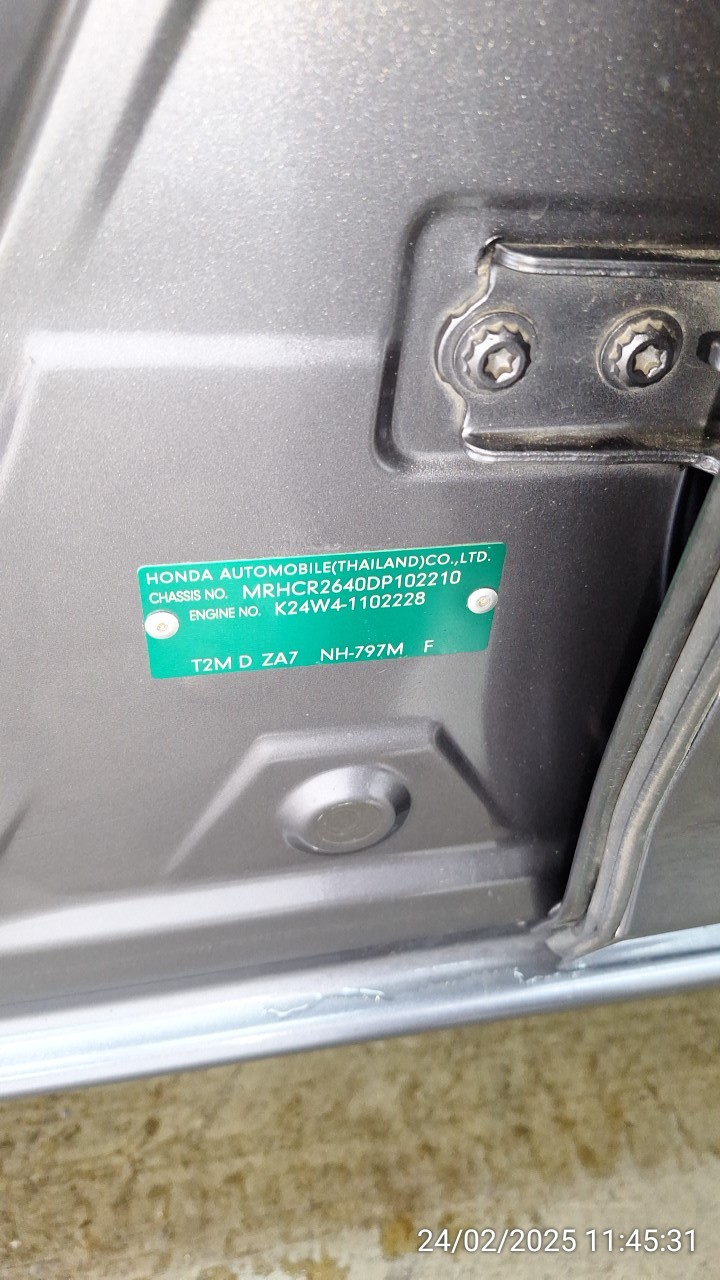 HONDA AUTOMOBILE(THAILAND)CO.,LTD.
CHASSIS NO. MRHCR2640DP102210
ENGINE NO. K24W4-1102228
T2M D ZA7 NH-797M F
24/02/2025 11:45:31